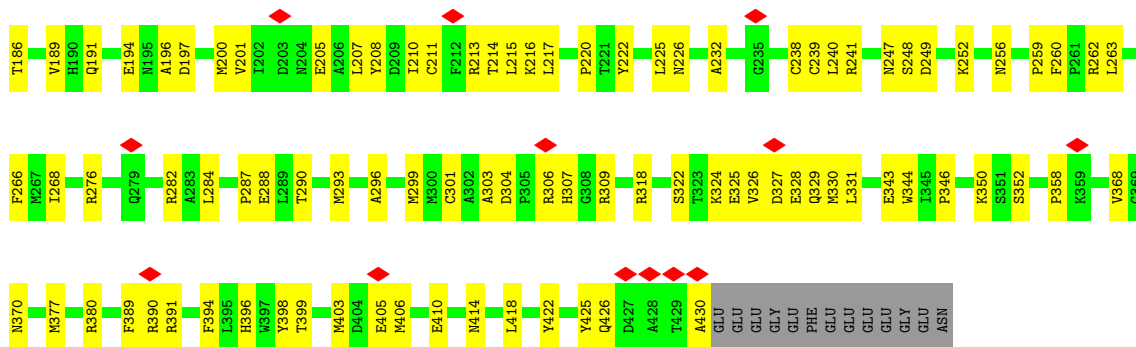 T186 V189 H190 Q191 E194 N195 A196 D197 M200 V201 I202 D203 N204 E205 A206 L207 Y208 D209 I210 C211 F212 R213 T214 L215 K216 L217 P220 T221 Y222 L225 N226 A232 G235 C238 C239 L240 R241 N247 S248 D249 K252 N256 P259 F260 P261 R262 L263
F266 M267 I268 R276 Q279 R282 A283 L284 P287 E288 L289 T290 M293 A296 M299 M300 C301 A302 A303 D304 P305 R306 H307 G308 R309 R318 S322 T323 K324 E325 V326 D327 E328 Q329 M330 L331 E343 W344 I345 P346 K350 S351 S352 P358 K359 V368 G369
N370 M377 R380 F389 R390 R391 F394 L395 H396 W397 Y398 T399 M403 D404 E405 M406 E410 N414 L418 Y422 Y425 Q426 D427 A428 T429 A430 GLU GLU GLU GLY GLU PHE GLU GLU GLU GLU GLY GLU ASN